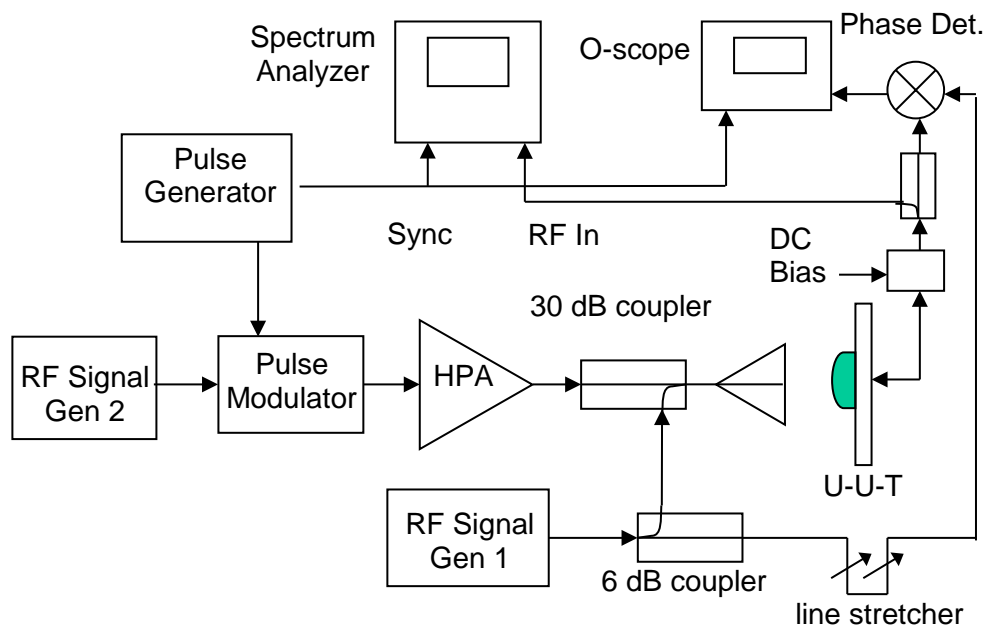 Phase Det.
Spectrum
Analyzer
O-scope
Pulse
Generator
Sync
RF In
DC
Bias
30 dB coupler
RF Signal
Gen 2
Pulse
Modulator
HPA
U-U-T
RF Signal
Gen 1
6 dB coupler
line stretcher